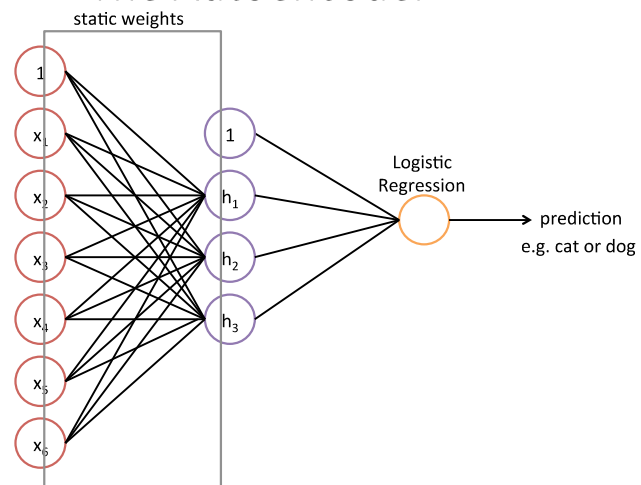 static weights
1
x1
x2
x3
x4
x5
x6
1
h1
h2
h3
Logistic
Regression
prediction
e.g. cat or dog